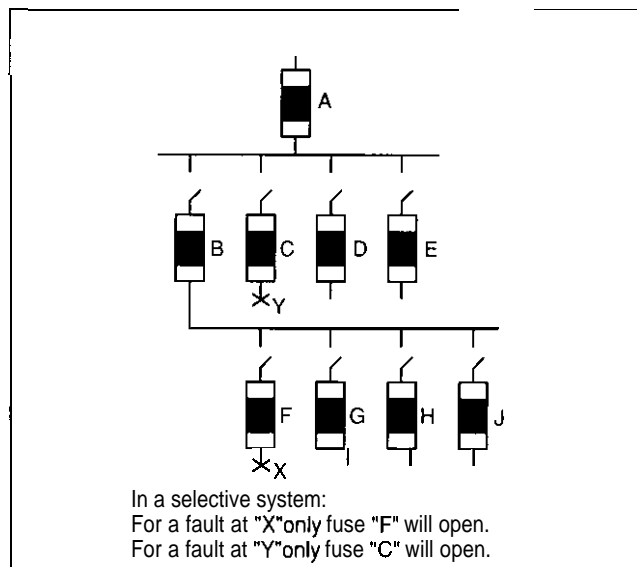 A
B C D E
Y
F G H J
X
In a selective system:
For a fault at "X"only fuse "F" will open.
For a fault at "Y"only fuse "C" will open.